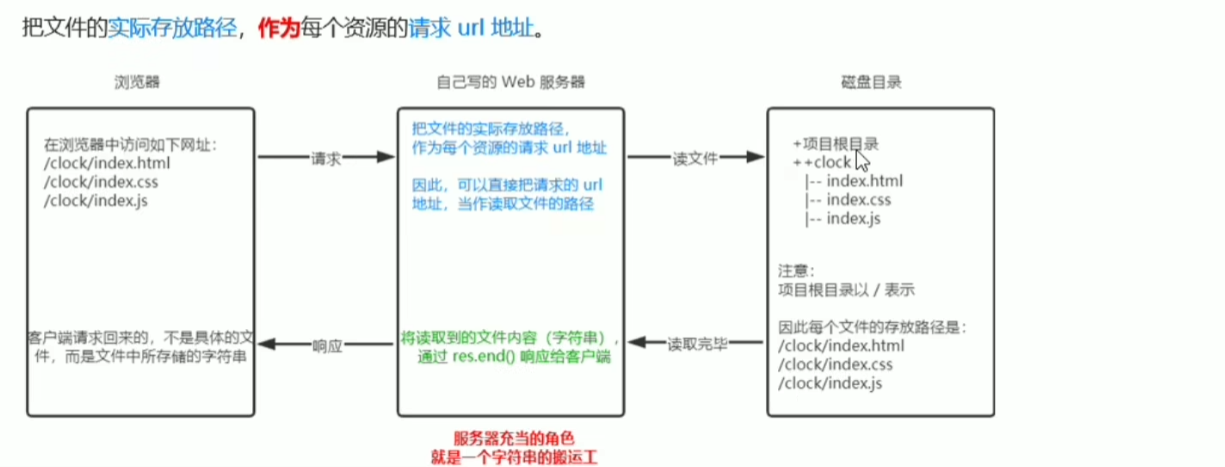 把文件的实际存放路径，作为每个资源的请求 url 地址。
浏览器
在浏览器中访问如下网址：
/clock/index.html
/clock/index.css
/clock/index.js
客户端请求回来的，不是具体的文
件，而是文件中所存储的字符串
请求
响应
自己写的 Web 服务器
把文件的实际存放路径，
作为每个资源的请求 url 地址
因此，可以直接把请求的 url
地址，当作读取文件的路径
将读取到的文件内容（字符串），
通过 res.end() 响应给客户端
服务器充当的角色
就是一个字符串的搬运工
读文件
读取完毕
磁盘目录
+项目根目录
++clock
|-- index.html
|-- index.css
|-- index.js
注意：
项目根目录以 / 表示
因此每个文件的存放路径是：
/clock/index.html
/clock/index.css
/clock/index.js